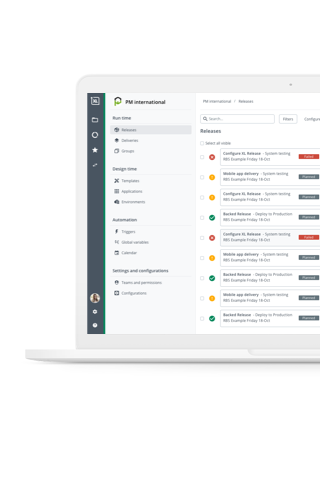 XL
PM international
Run time
Releases
Deliveries
Groups
Design time
Templates
Applications
Environments
Automation
Triggers
Global variables
Calendar
Settings and configurations
Teams and permissions
Configurations
PM International / Releases
Search...
Filters
Configure
Releases
Select all visible
Configure XL Release - System testing
RBS Example Friday 16-Oct
Failed
Mobile app delivery - System testing
RBS Example Friday 16-Oct
Planned
Configure XL Release - System testing
RBS Example Friday 16-Oct
Planned
Backed Release - Deploy to Production
RBS Example Friday 16-Oct
Planned
Configure XL Release - System testing
RBS Example Friday 16-Oct
Failed
Mobile app delivery - System testing
RBS Example Friday 16-Oct
Planned
Backed Release - Deploy to Production
RBS Example Friday 16-Oct
Planned
Mobile app delivery - System testing
RBS Example Friday 16-Oct
Planned
Backed Release - Deploy to Production
RBS Example Friday 16-Oct
Planned